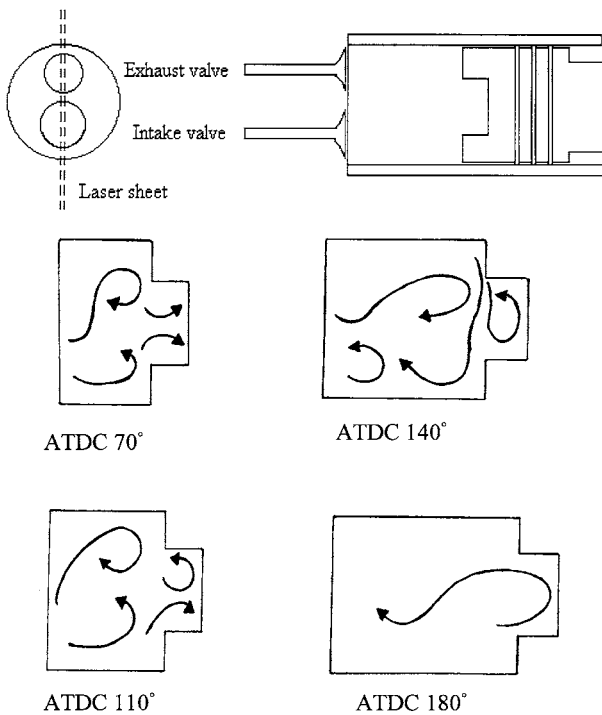 Exhaust valve
Intake valve
Laser sheet
ATDC 70°
ATDC 140°
ATDC 110°
ATDC 180°